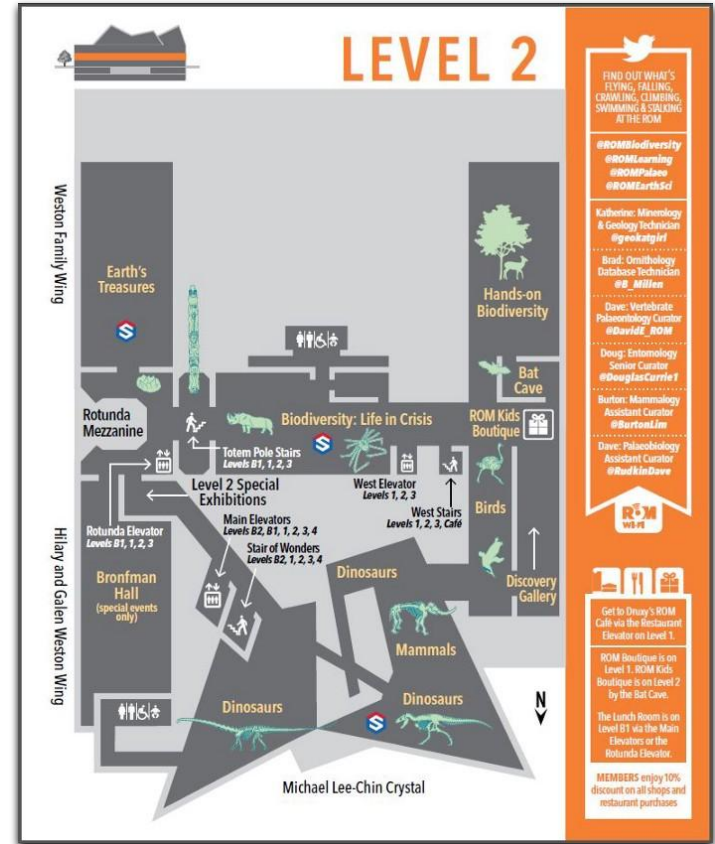 LEVEL 2
Weston Family Wing
Earth's
Treasures
S
Hands-on
Biodiversity
Bat
Cave
Rotunda
Mezzanine
Biodiversity: Life in Crisis
S
ROM Kids
Boutique
Totem Pole Stairs
Levels B1, 1, 2, 3
West Elevator
Levels 1, 2, 3
West Stairs
Levels 1, 2, 3, Café
Level 2 Special
Exhibitions
Rotunda Elevator
Levels B1, 1, 2, 3
Main Elevators
Levels B2, B1, 1, 2, 3, 4
Stair of Wonders
Levels B2, 1, 2, 3, 4
Birds
Discovery
Gallery
Hilary and Galen Weston Wing
Bronfman
Hall
(special events
only)
Dinosaurs
Mammals
Dinosaurs
Dinosaurs
S
N
Michael Lee-Chin Crystal
FIND OUT WHAT'S
FLYING, FALLING,
CRAWLING, CLIMBING,
SWIMMING & STALKING
AT THE ROM
@ROMBiodiversity
@ROMLearning
@ROMPalaeo
@ROMEarthSci
Katherine: Minerology
& Geology Technician
@geokatgirl
Brad: Ornithology
Database Technician
@B_Millen
Dave: Vertebrate
Palaeontology Curator
@DavidE_ROM
Doug: Entomology
Senior Curator
@DouglasCurrie1
Burton: Mammalogy
Assistant Curator
@BurtonLim
Dave: Palaeobiology
Assistant Curator
@RudkinDave
ROM
WI-FI
Get to Druxy's ROM
Café via the Restaurant
Elevator on Level 1.
ROM Boutique is on
Level 1. ROM Kids
Boutique is on Level 2
by the Bat Cave.
The Lunch Room is on
Level B1 via the Main
Elevators or the
Rotunda Elevator.
MEMBERS enjoy 10%
discount on all shops and
restaurant purchases